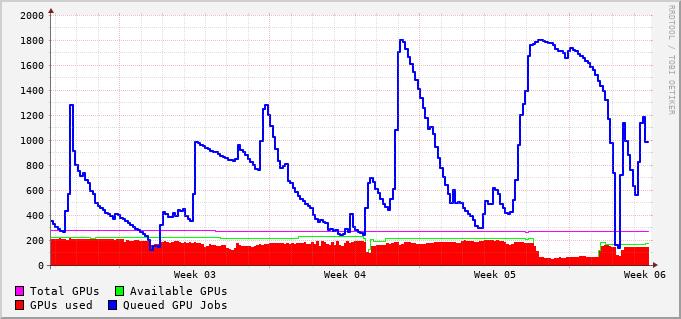 2000
1800
1600
1400
1200
1000
800
600
400
200
0
Week 03 Week 04 Week 05 Week 06
Total GPUs Available GPUs
GPUs used Queued GPU Jobs
RRDTOOL / TOBI OETIKER